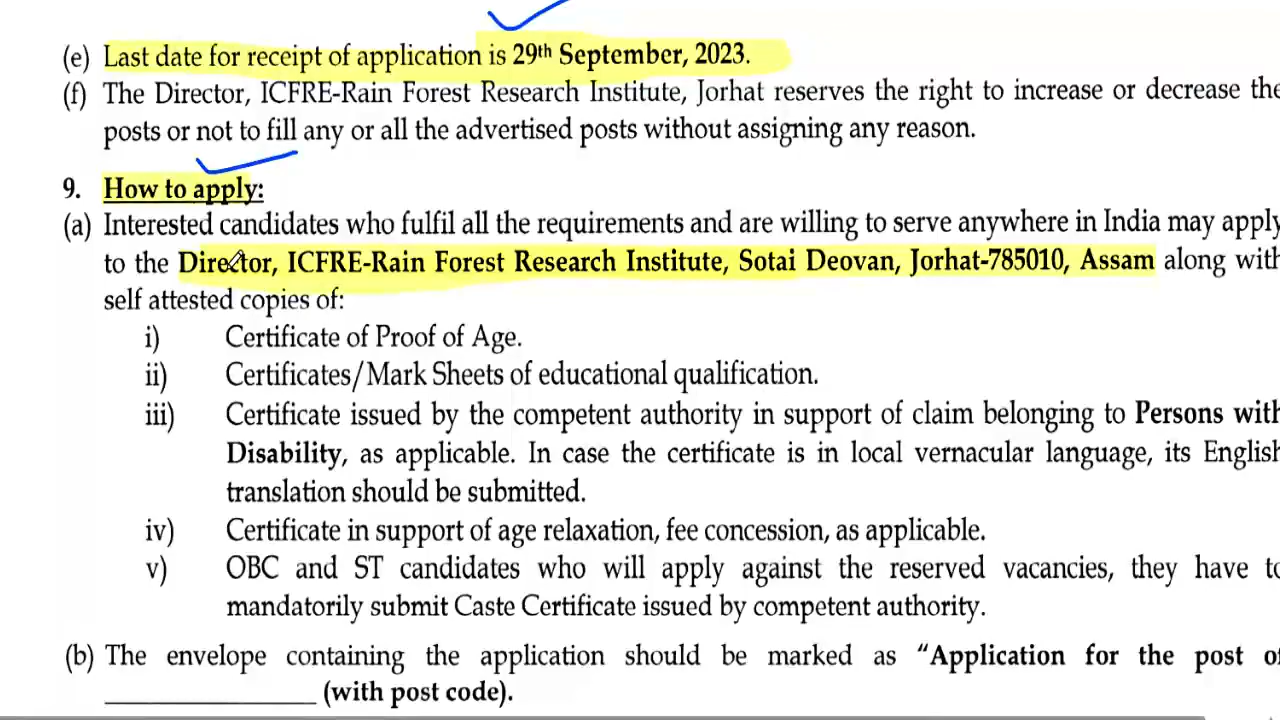 (e) Last date for receipt of application is 29th September, 2023.
(f) The Director, ICFRE-Rain Forest Research Institute, Jorhat reserves the right to increase or decrease the
posts or not to fill any or all the advertised posts without assigning any reason.
9. How to apply:
(a) Interested candidates who fulfil all the requirements and are willing to serve anywhere in India may apply
to the Director, ICFRE-Rain Forest Research Institute, Sotai Deovan, Jorhat-785010, Assam along with
self attested copies of:
i) Certificate of Proof of Age.
ii) Certificates/Mark Sheets of educational qualification.
iii) Certificate issued by the competent authority in support of claim belonging to Persons with
Disability, as applicable. In case the certificate is in local vernacular language, its English
translation should be submitted.
iv) Certificate in support of age relaxation, fee concession, as applicable.
v) OBC and ST candidates who will apply against the reserved vacancies, they have to
mandatorily submit Caste Certificate issued by competent authority.
(b) The envelope containing the application should be marked as “Application for the post of
_______________ (with post code).